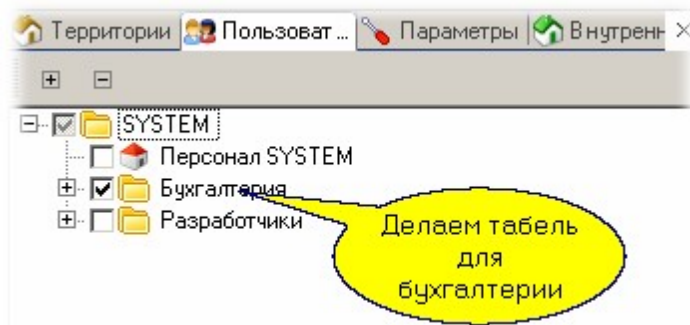 Территории Пользоват ... Параметры Внутренн
SYSTEM
Персонал SYSTEM
Бухгалтерия
Разработчики
Делаем табель
для
бухгалтерии